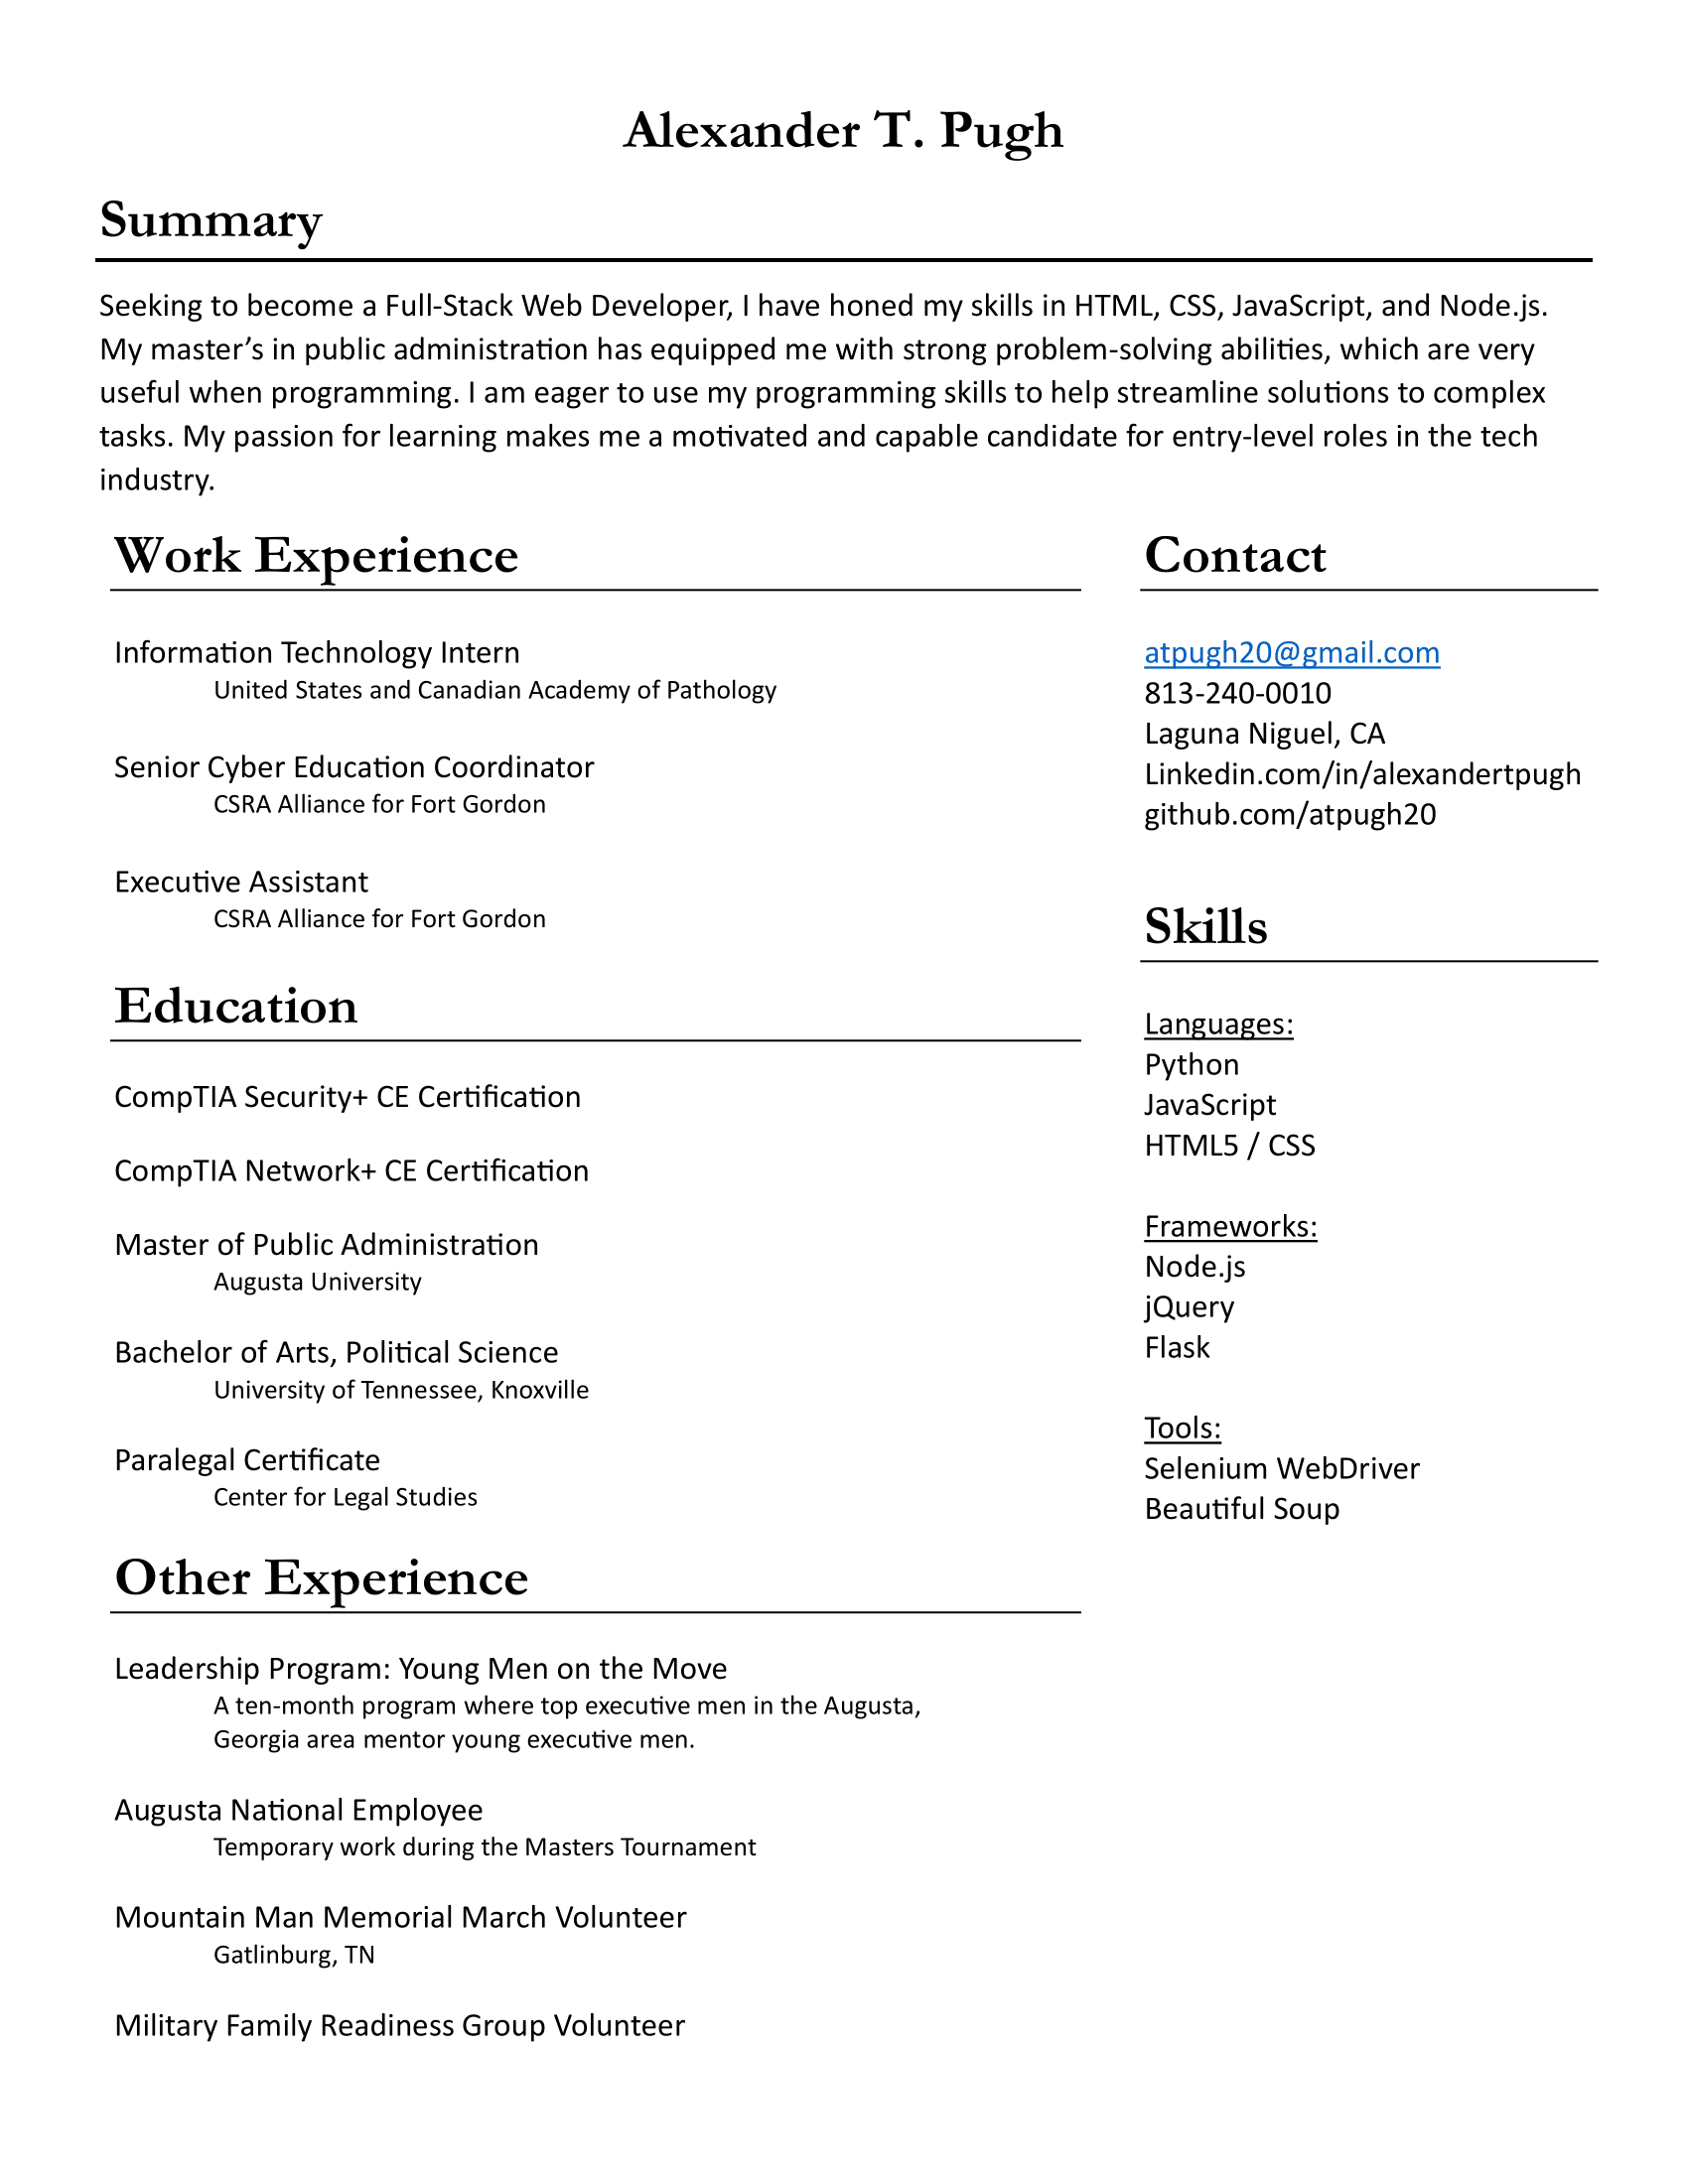 Alexander T. Pugh
Summary
Seeking to become a Full-Stack Web Developer, I have honed my skills in HTML, CSS, JavaScript, and Node.js.
My master’s in public administration has equipped me with strong problem-solving abilities, which are very
useful when programming. I am eager to use my programming skills to help streamline solutions to complex
tasks. My passion for learning makes me a motivated and capable candidate for entry-level roles in the tech
industry.
Work Experience
Information Technology Intern
United States and Canadian Academy of Pathology
Senior Cyber Education Coordinator
CSRA Alliance for Fort Gordon
Executive Assistant
CSRA Alliance for Fort Gordon
Education
CompTIA Security+ CE Certification
CompTIA Network+ CE Certification
Master of Public Administration
Augusta University
Bachelor of Arts, Political Science
University of Tennessee, Knoxville
Paralegal Certificate
Center for Legal Studies
Other Experience
Leadership Program: Young Men on the Move
A ten-month program where top executive men in the Augusta,
Georgia area mentor young executive men.
Augusta National Employee
Temporary work during the Masters Tournament
Mountain Man Memorial March Volunteer
Gatlinburg, TN
Military Family Readiness Group Volunteer
Contact
atpugh20@gmail.com
813-240-0010
Laguna Niguel, CA
Linkedin.com/in/alexandertpugh
github.com/atpugh20
Skills
Languages:
Python
JavaScript
HTML5 / CSS
Frameworks:
Node.js
jQuery
Flask
Tools:
Selenium WebDriver
Beautiful Soup